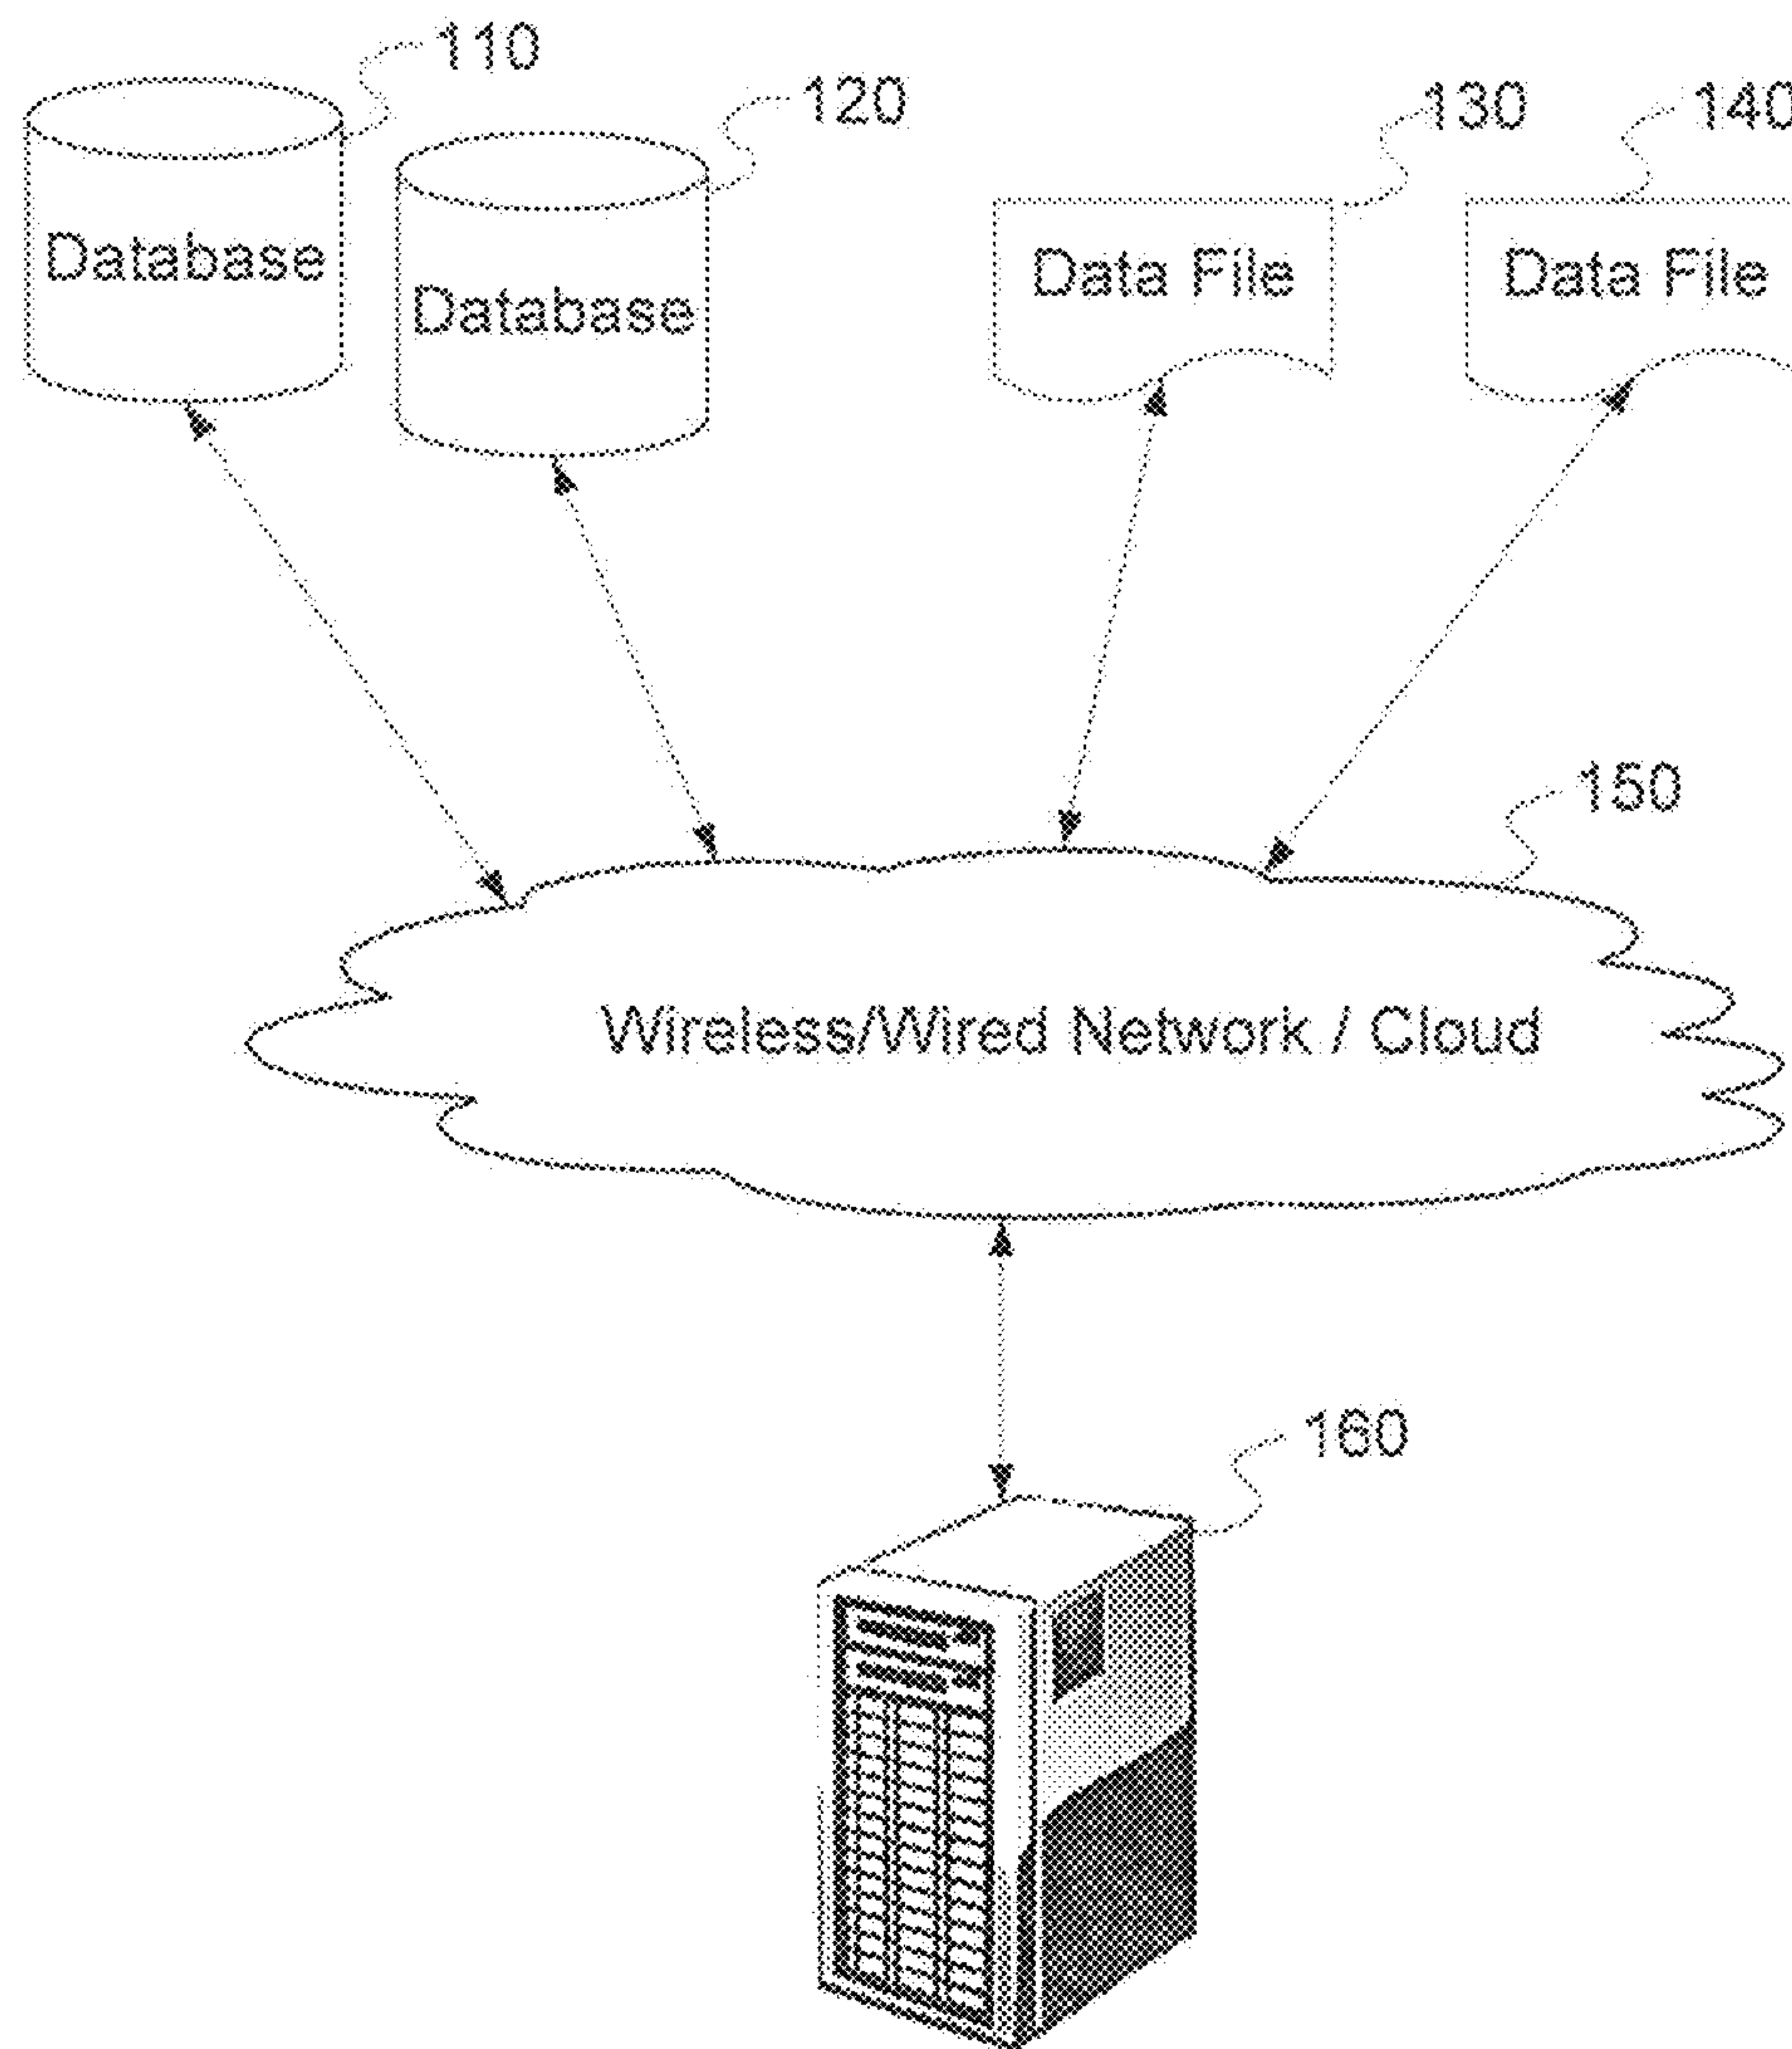 110
120
130
140
Database
Database
Data File
Data File
150
Wireless/Wired Network / Cloud
160